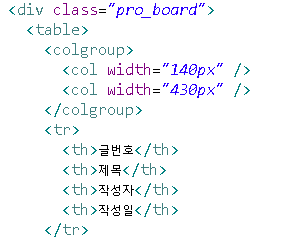 <div class="pro_board">
<table>
<colgroup>
<col width="140px" />
<col width="430px" />
</colgroup>
<tr>
<th>글번호</th>
<th>제목</th>
<th>작성자</th>
<th>작성일</th>
</tr>